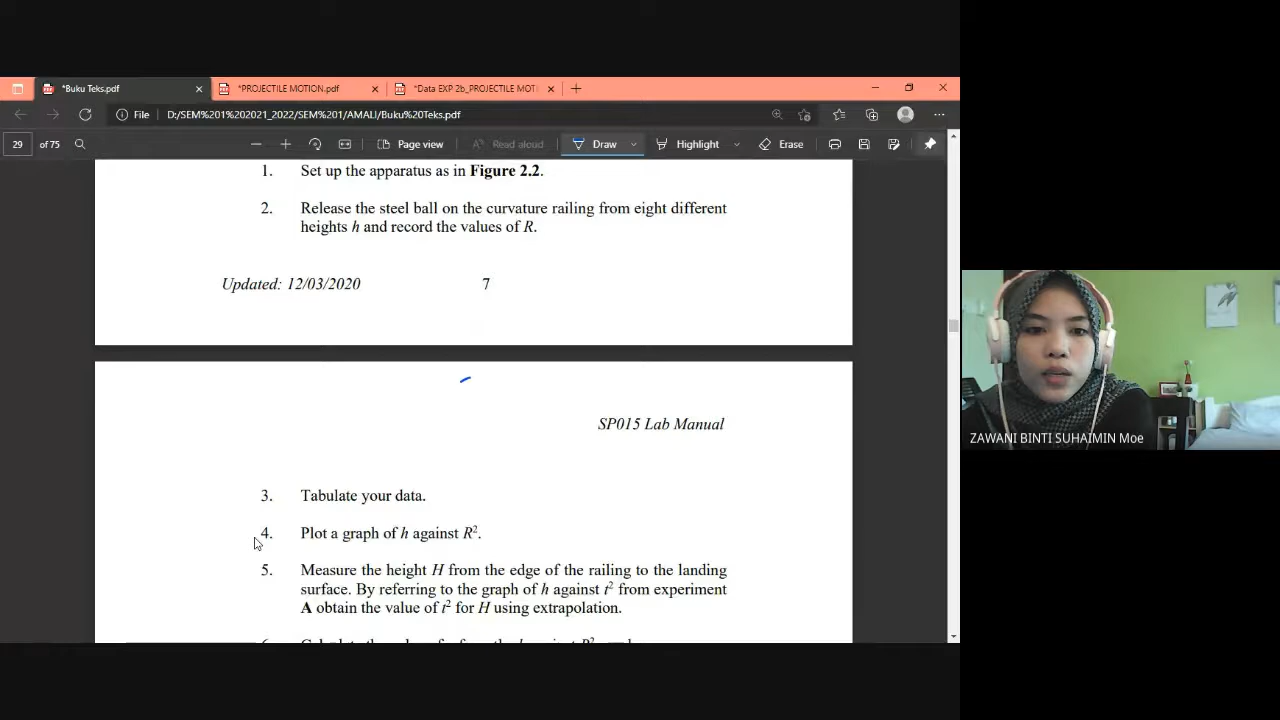 *Buku Teks.pdf
*PROJECTILE MOTION.pdf
*Data EXP 2b_PROJECTILE MOTI
File
D:/SEM%201%202021_2022/SEM%201/AMALI/Buku%20Teks.pdf
29
of 75
Page view
Read aloud
Draw
Highlight
Erase
1. Set up the apparatus as in Figure 2.2.
2. Release the steel ball on the curvature railing from eight different
heights h and record the values of R.
Updated: 12/03/2020
7
SP015 Lab Manual
3. Tabulate your data.
4. Plot a graph of h against R².
5. Measure the height H from the edge of the railing to the landing
surface. By referring to the graph of h against t² from experiment
A obtain the value of t² for H using extrapolation.
ZAWANI BINTI SUHAIMIN Moe